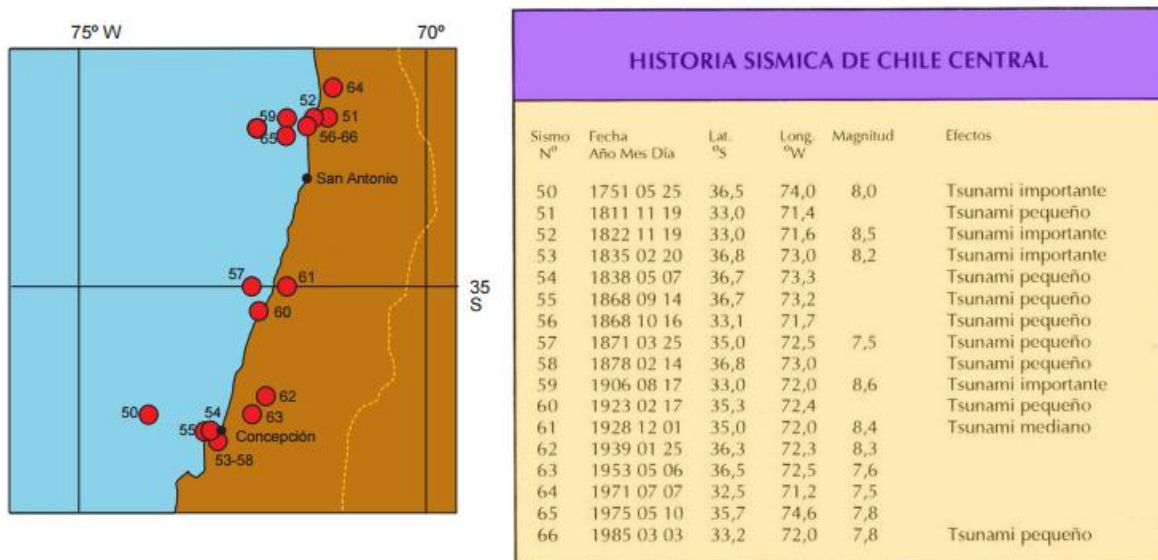 75º W 70º
64
52
59 51
65 56-66
San Antonio
57 61
35
S
60
62
50 54 63
55 Concepción
53-58
HISTORIA SISMICA DE CHILE CENTRAL
Sismo Fecha Lat. Long. Magnitud Efectos
Nº Año Mes Día ºS ºW
50 1751 05 25 36,5 74,0 8,0 Tsunami importante
51 1811 11 19 33,0 71,4 Tsunami pequeño
52 1822 11 19 33,0 71,6 8,5 Tsunami importante
53 1835 02 20 36,8 73,0 8,2 Tsunami importante
54 1838 05 07 36,7 73,3 Tsunami pequeño
55 1868 09 14 36,7 73,2 Tsunami pequeño
56 1868 10 16 33,1 71,7 Tsunami pequeño
57 1871 03 25 35,0 72,5 7,5 Tsunami pequeño
58 1878 02 14 36,8 73,0 Tsunami pequeño
59 1906 08 17 33,0 72,0 8,6 Tsunami importante
60 1923 02 17 35,3 72,4 Tsunami pequeño
61 1928 12 01 35,0 72,0 8,4 Tsunami mediano
62 1939 01 25 36,3 72,3 8,3
63 1953 05 06 36,5 72,5 7,6
64 1971 07 07 32,5 71,2 7,5
65 1975 05 10 35,7 74,6 7,8
66 1985 03 03 33,2 72,0 7,8 Tsunami pequeño